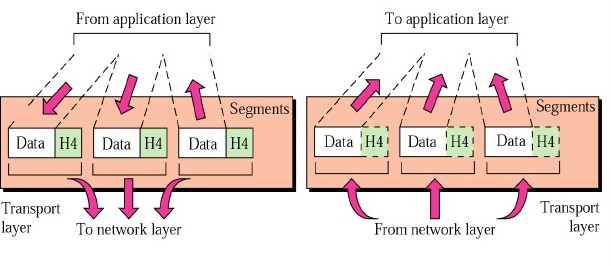 From application layer
Segments
Data H4 Data H4 Data H4
Transport
layer
To network layer
To application layer
Segments
Data H4 Data H4 Data H4
From network layer
Transport
layer